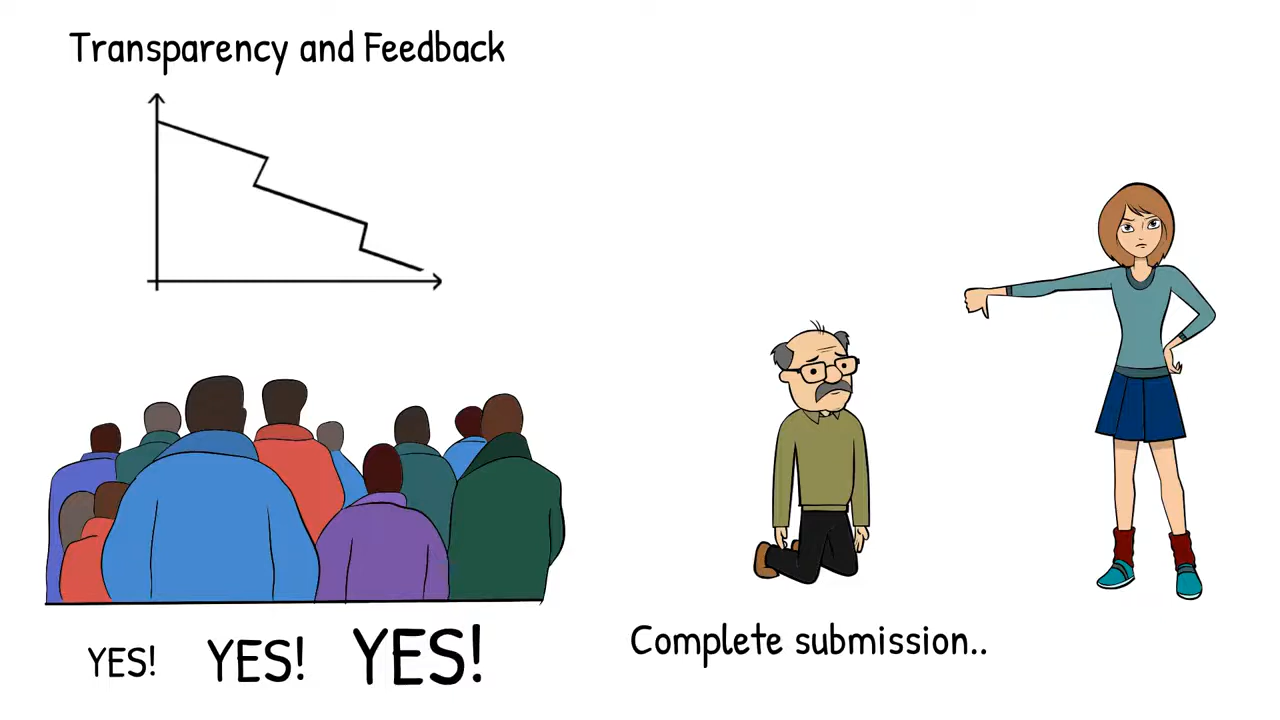 Transparency and Feedback
YES! YES! YES!
Complete submission..